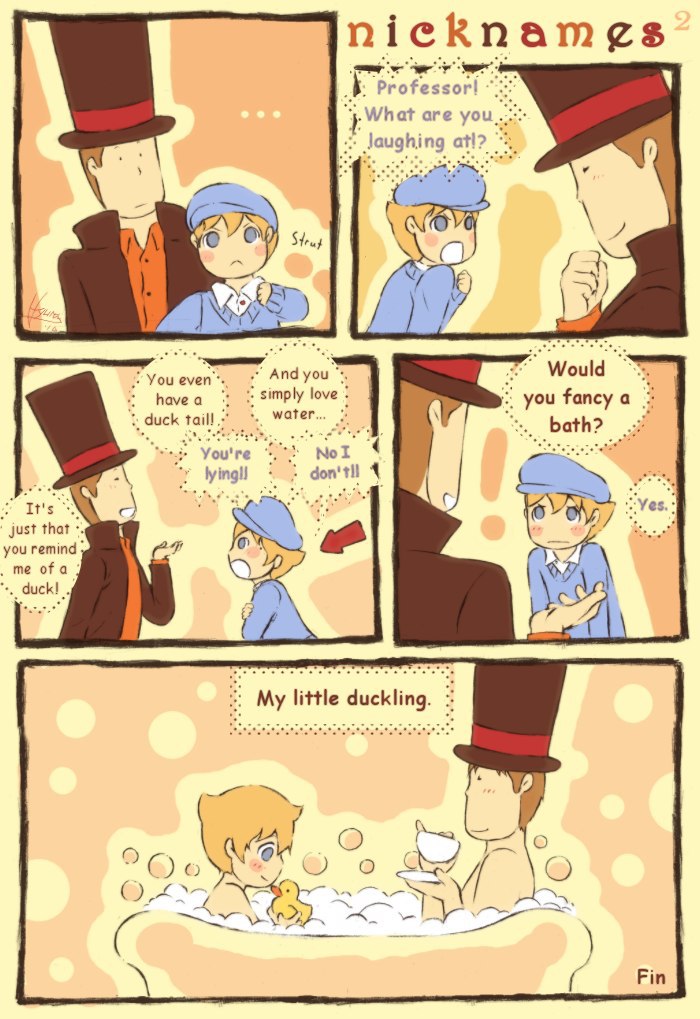 nicknames 2
...
Strut
Professor!
What are you
laughing at!?
It's
just that
you remind
me of a
duck!
You even
have a
duck tail!
You're
lying!!
And you
simply love
water...
No I
don't!!
Would
you fancy a
bath?
!
Yes.
My little duckling.
Fin